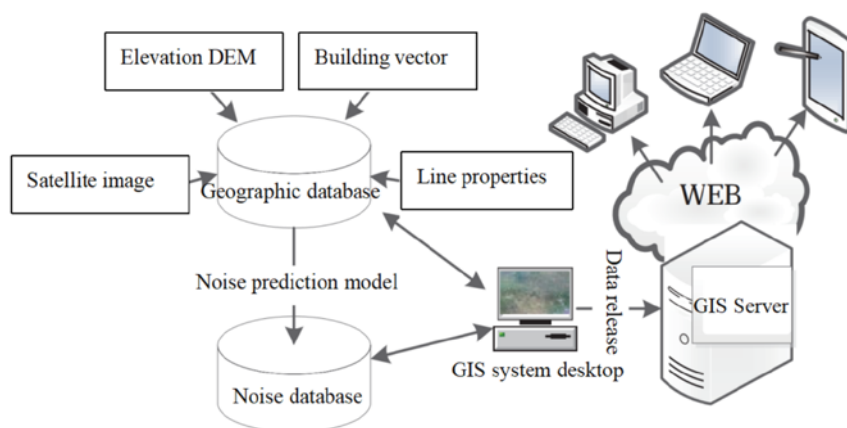 Elevation DEM
Building vector
Satellite image
Geographic database
Line properties
WEB
Noise prediction model
Data release
GIS Server
GIS system desktop
Noise database